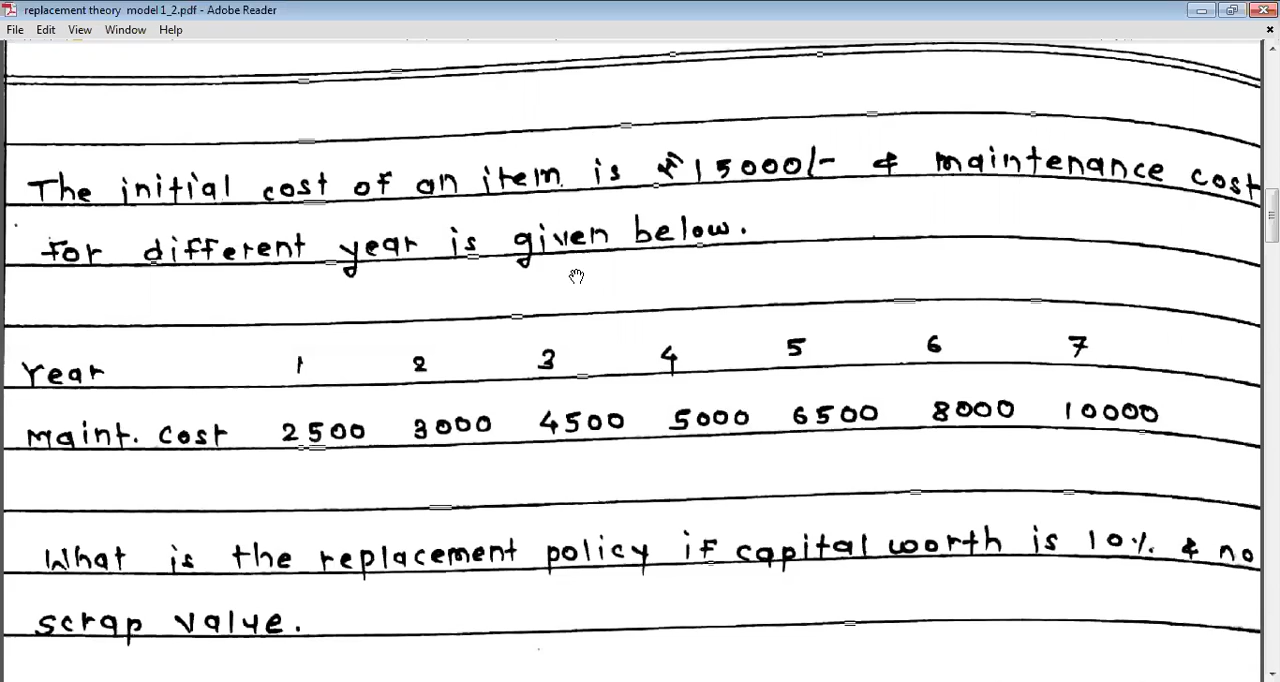 replacement theory model 1_2.pdf - Adobe Reader
File Edit View Window Help
The initial cost of an item is ₹15000/- & maintenance cost
for different year is given below.
Year 1 2 3 4 5 6 7
Maint. cost 2500 3000 4500 5000 6500 8000 10000
What is the replacement policy if capital worth is 10% & no
scrap value.